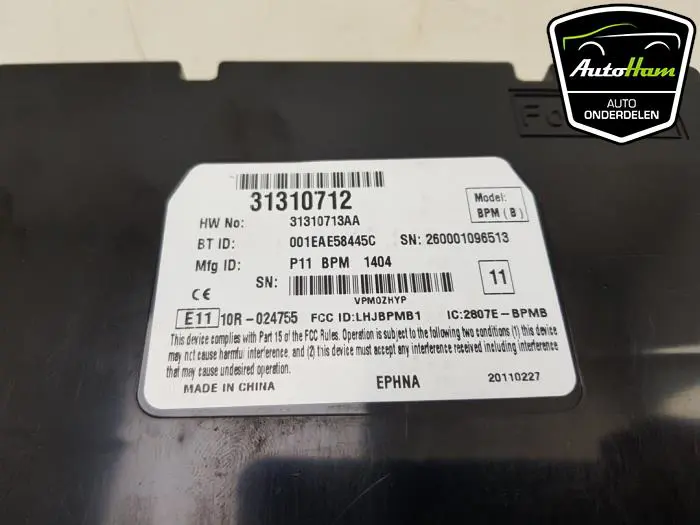 AutoHam
AUTO
ONDERDELEN
31310712
Model:
BPM (B)
HW No: 31310713AA
BT ID: 001EAE58445C SN: 260001096513
Mfg ID: P11 BPM 1404
SN:
VPM0ZHYP
11
E11 10R-024755 FCC ID:LHJBPMB1 IC:2807E-BPMB
This device complies with Part 15 of the FCC Rules. Operation is subject to the following two conditions (1) this device
may not cause harmful interference, and (2) this device must accept any interference received including interference
that may cause undesired operation.
MADE IN CHINA EPHNA 20110227